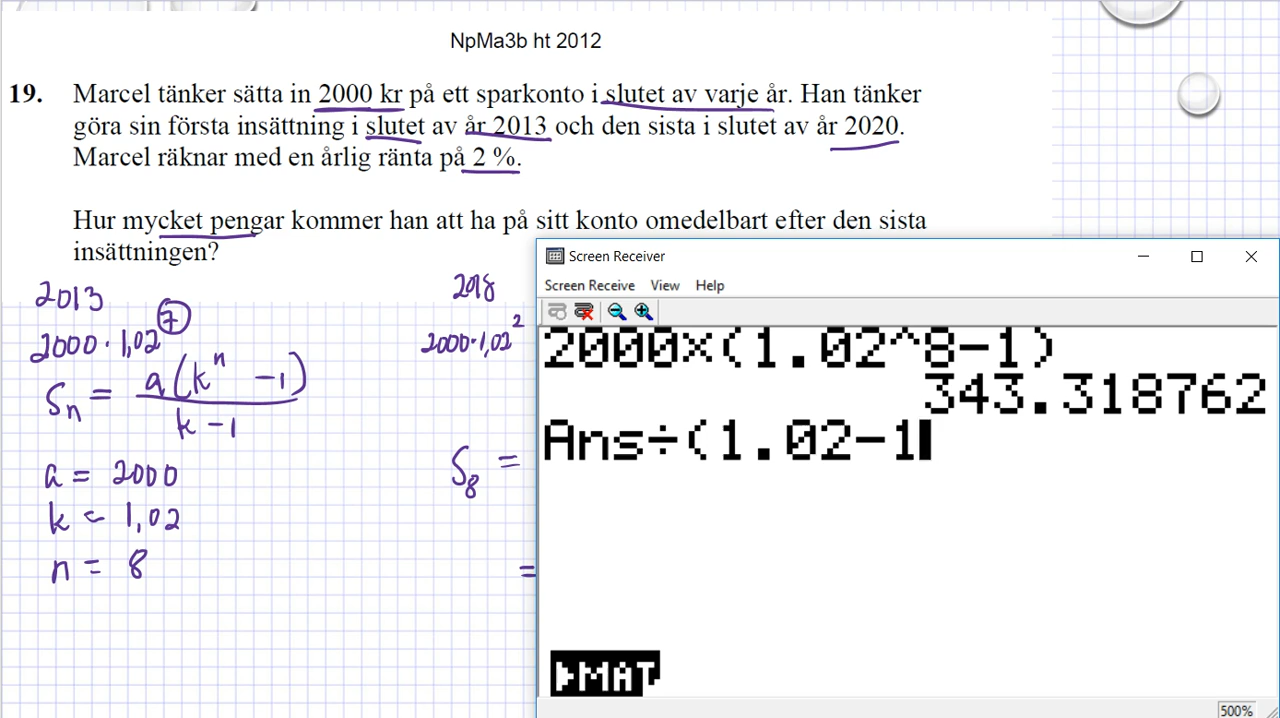 NpMa3b ht 2012
19. Marcel tänker sätta in 2000 kr på ett sparkonto i slutet av varje år. Han tänker
göra sin första insättning i slutet av år 2013 och den sista i slutet av år 2020.
Marcel räknar med en årlig ränta på 2 %.
Hur mycket pengar kommer han att ha på sitt konto omedelbart efter den sista
insättningen?
2013
2000 · 1,02^7
S_n = a(k^n - 1) / k - 1
a = 2000
k = 1,02
n = 8
2018
2000·1,02^2
S_8 =
=
Screen Receiver
Screen Receive View Help
2000×(1.02^8-1)
343.318762
Ans÷(1.02-1
▶MAT
500%